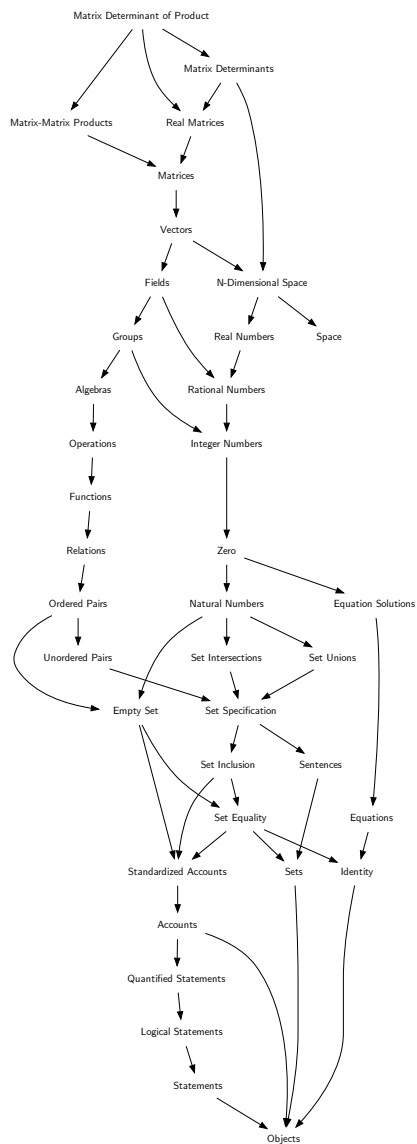 Matrix Determinant of Product
Matrix Determinants
Matrix-Matrix Products
Real Matrices
Matrices
Vectors
Fields
N-Dimensional Space
Groups
Real Numbers
Space
Algebras
Rational Numbers
Operations
Integer Numbers
Functions
Relations
Zero
Ordered Pairs
Natural Numbers
Equation Solutions
Unordered Pairs
Set Intersections
Set Unions
Empty Set
Set Specification
Set Inclusion
Sentences
Set Equality
Equations
Standardized Accounts
Sets
Identity
Accounts
Quantified Statements
Logical Statements
Statements
Objects